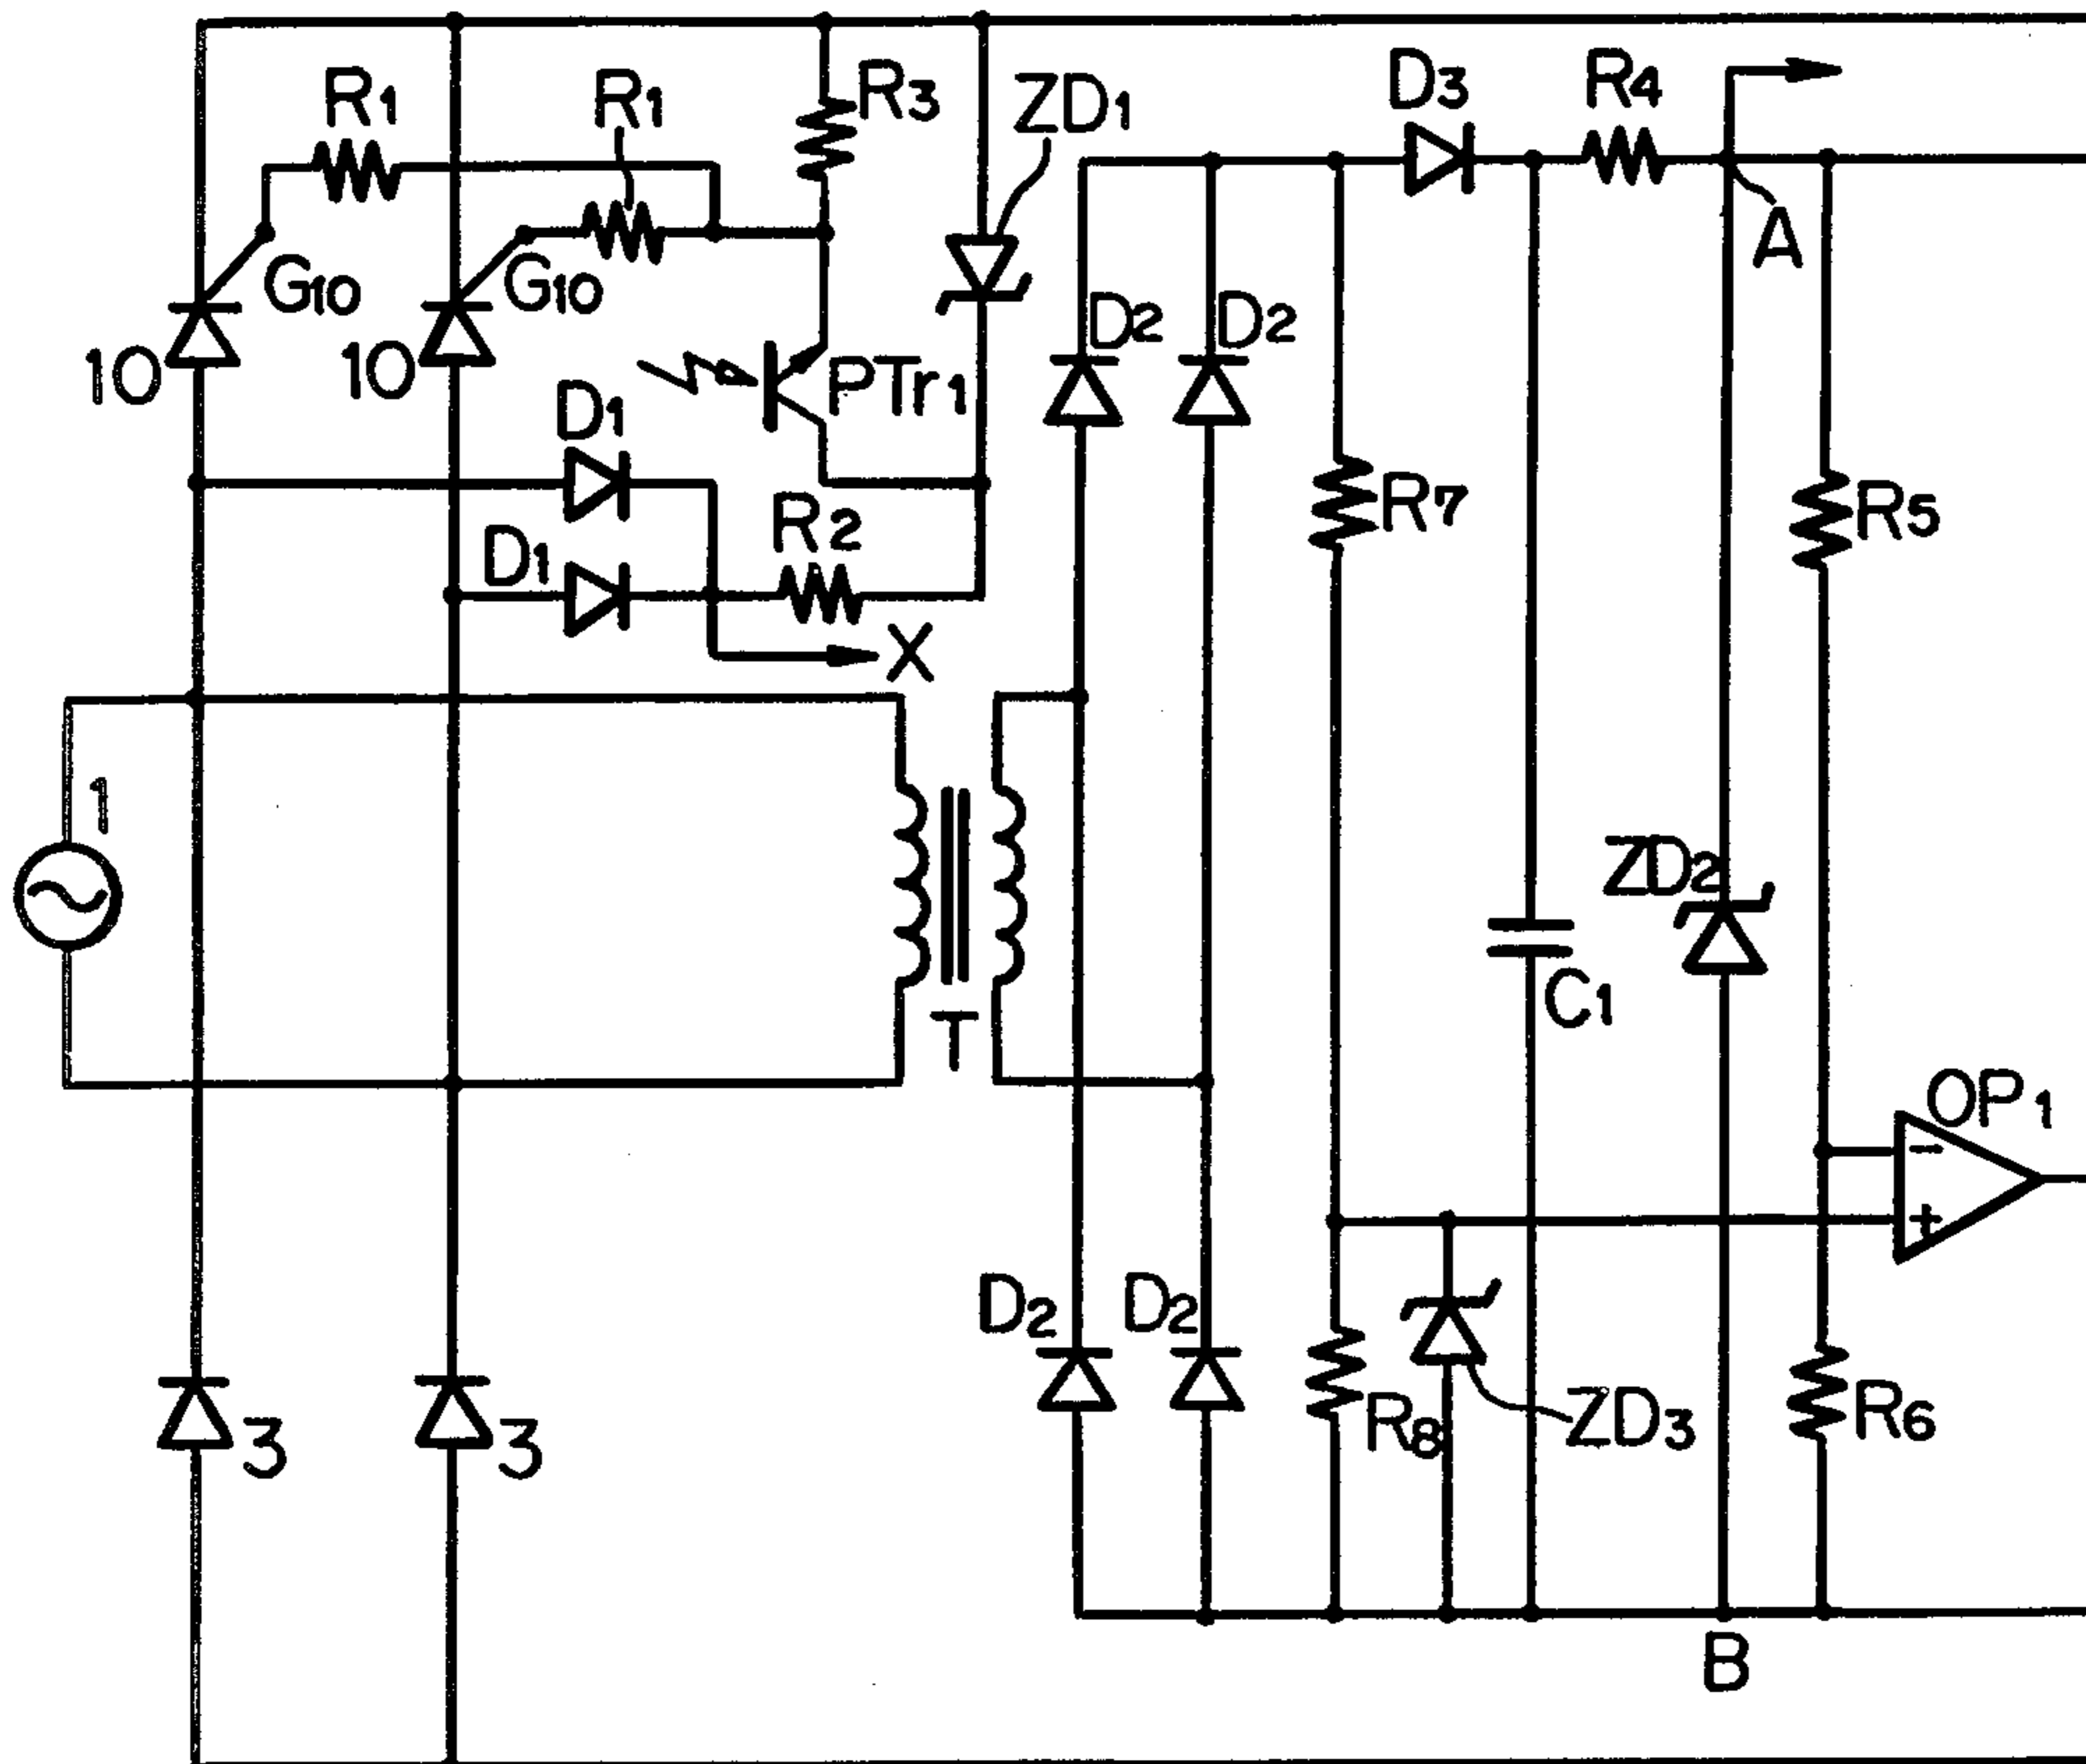 R1
R1
R3
ZD1
D3
R4
A
G10
G10
10
10
D2
D2
PTr1
D1
R7
R5
R2
D1
X
1
ZD2
C1
T
OP1
-
+
D2
D2
3
3
R8
ZD3
R6
B